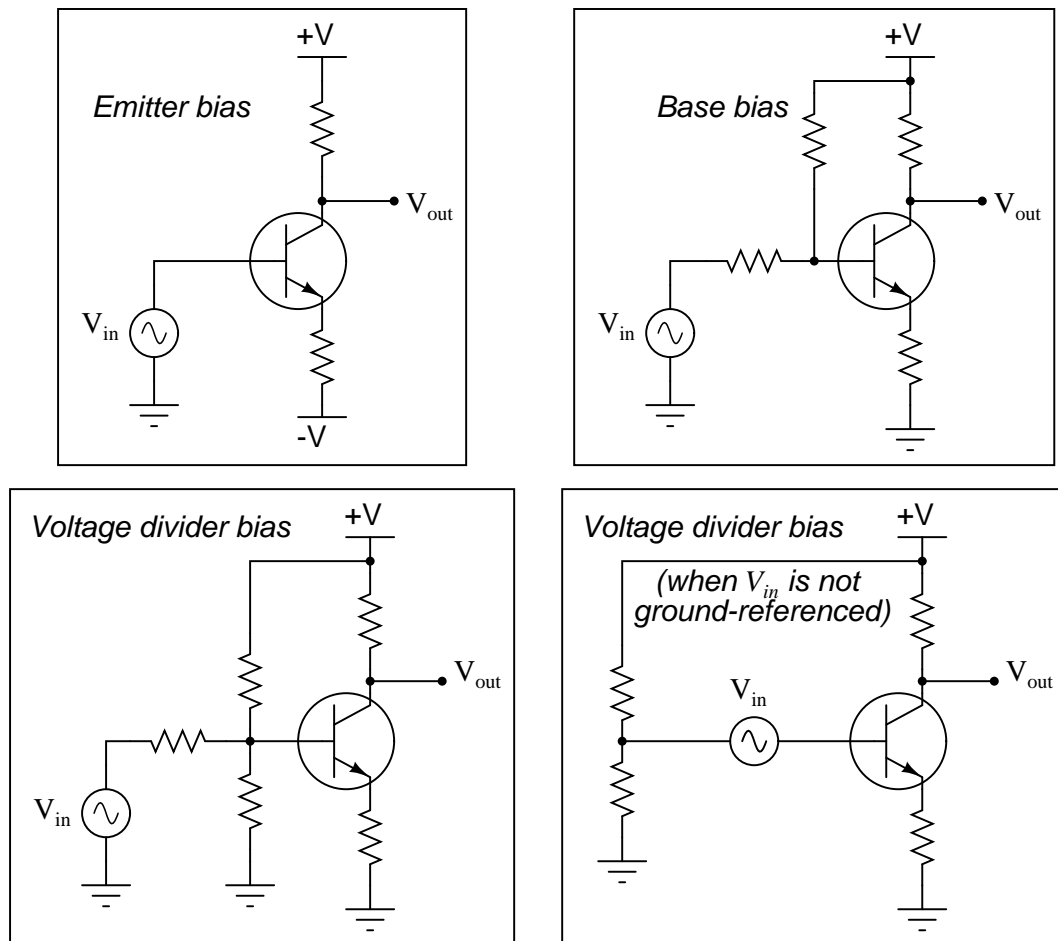 +V
Emitter bias
V_out
V_in
-V
+V
Base bias
V_out
V_in
+V
Voltage divider bias
V_out
V_in
+V
Voltage divider bias
(when V_in is not
ground-referenced)
V_in
V_out